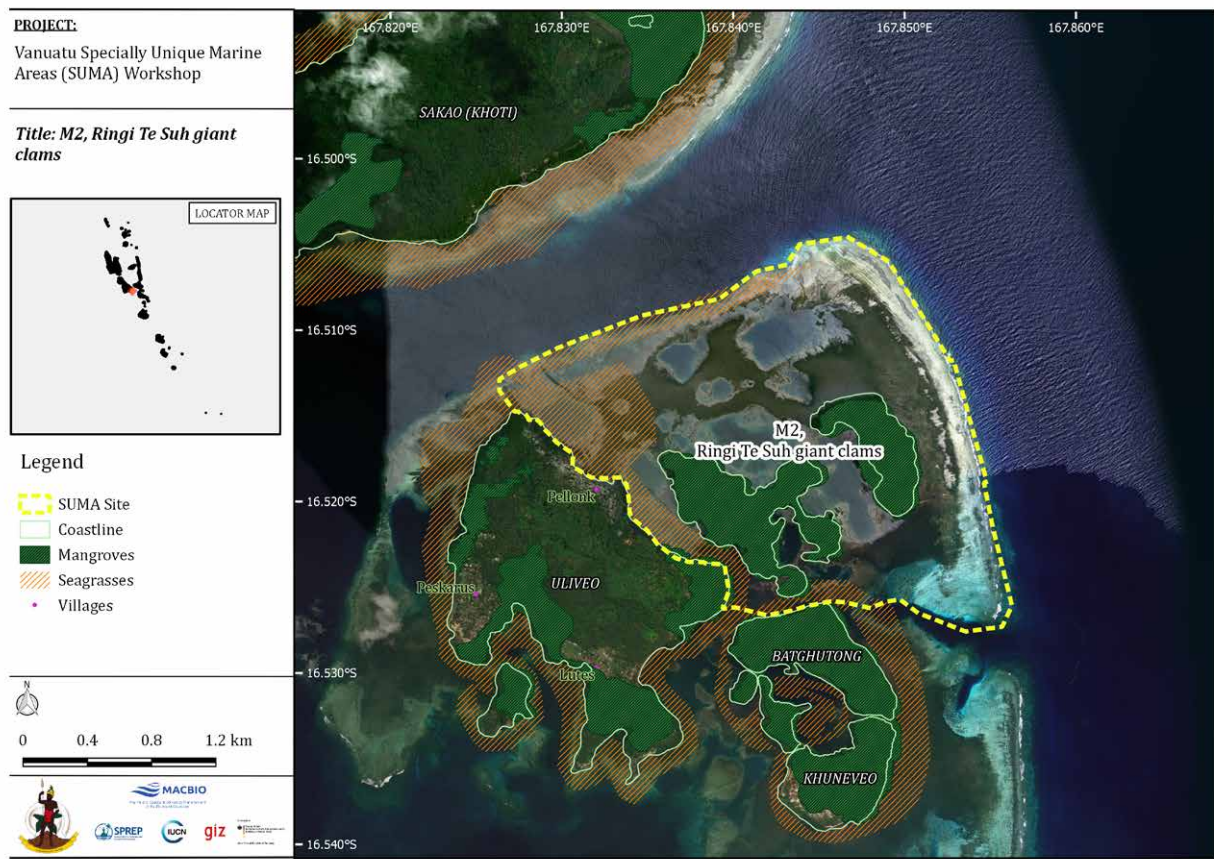 PROJECT:
Vanuatu Specially Unique Marine
Areas (SUMA) Workshop
Title: M2, Ringi Te Suh giant
clams
LOCATOR MAP
Legend
SUMA Site
Coastline
Mangroves
Seagrasses
Villages
N
0 0.4 0.8 1.2 km
MACBIO
SPREP
IUCN
giz
167.820°E 167.830°E 167.840°E 167.850°E 167.860°E
16.500°S
16.510°S
16.520°S
16.530°S
16.540°S
SAKAO (KHOTI)
M2,
Ringi Te Suh giant clams
Pellonk
Peskarus
ULIVEO
Lutes
BATGHUTONG
KHUNEVEO